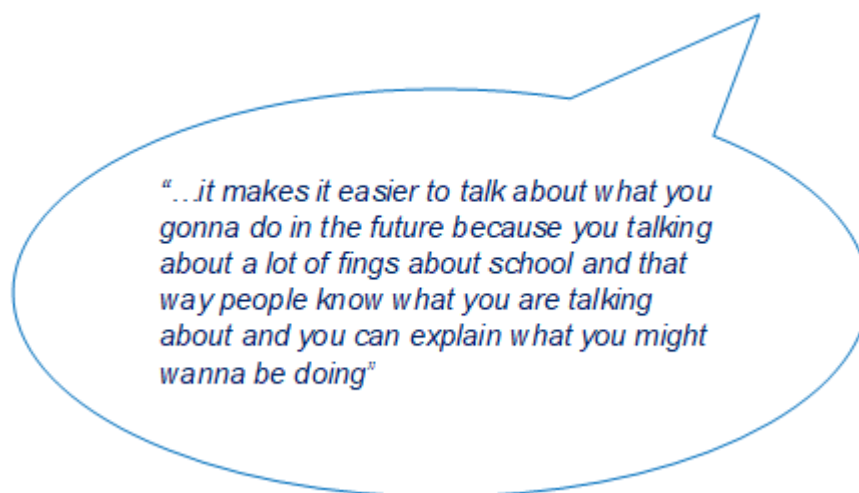 “…it makes it easier to talk about what you
gonna do in the future because you talking
about a lot of fings about school and that
way people know what you are talking
about and you can explain what you might
wanna be doing”